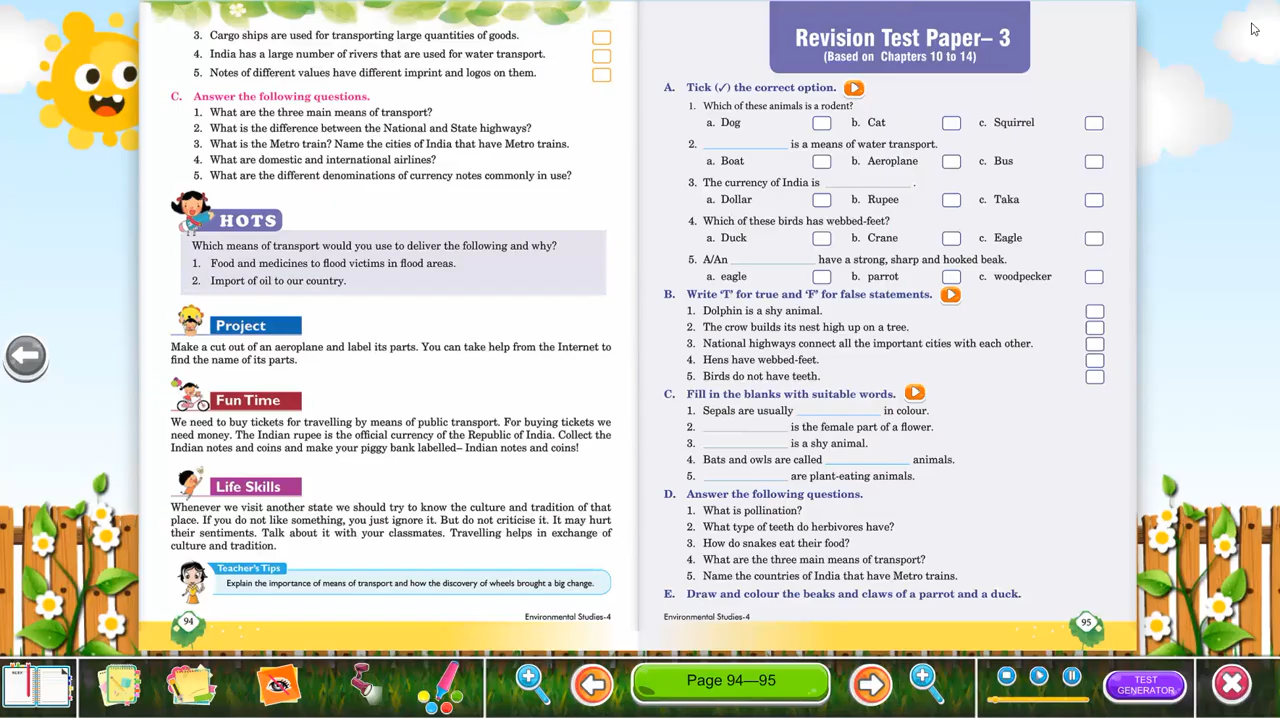 3. Cargo ships are used for transporting large quantities of goods.
4. India has a large number of rivers that are used for water transport.
5. Notes of different values have different imprint and logos on them.
C. Answer the following questions.
1. What are the three main means of transport?
2. What is the difference between the National and State highways?
3. What is the Metro train? Name the cities of India that have Metro trains.
4. What are domestic and international airlines?
5. What are the different denominations of currency notes commonly in use?
HOTS
Which means of transport would you use to deliver the following and why?
1. Food and medicines to flood victims in flood areas.
2. Import of oil to our country.
Project
Make a cut out of an aeroplane and label its parts. You can take help from the Internet to
find the name of its parts.
Fun Time
We need to buy tickets for travelling by means of public transport. For buying tickets we
need money. The Indian rupee is the official currency of the Republic of India. Collect the
Indian notes and coins and make your piggy bank labelled– Indian notes and coins!
Life Skills
Whenever we visit another state we should try to know the culture and tradition of that
place. If you do not like something, you just ignore it. But do not criticise it. It may hurt
their sentiments. Talk about it with your classmates. Travelling helps in exchange of
culture and tradition.
Teacher's Tips
Explain the importance of means of transport and how the discovery of wheels brought a big change.
94
Environmental Studies-4
Revision Test Paper– 3
(Based on Chapters 10 to 14)
A. Tick (✓) the correct option.
1. Which of these animals is a rodent?
a. Dog b. Cat c. Squirrel
2. __________ is a means of water transport.
a. Boat b. Aeroplane c. Bus
3. The currency of India is __________ .
a. Dollar b. Rupee c. Taka
4. Which of these birds has webbed-feet?
a. Duck b. Crane c. Eagle
5. A/An __________ have a strong, sharp and hooked beak.
a. eagle b. parrot c. woodpecker
B. Write ‘T’ for true and ‘F’ for false statements.
1. Dolphin is a shy animal.
2. The crow builds its nest high up on a tree.
3. National highways connect all the important cities with each other.
4. Hens have webbed-feet.
5. Birds do not have teeth.
C. Fill in the blanks with suitable words.
1. Sepals are usually __________ in colour.
2. __________ is the female part of a flower.
3. __________ is a shy animal.
4. Bats and owls are called __________ animals.
5. __________ are plant-eating animals.
D. Answer the following questions.
1. What is pollination?
2. What type of teeth do herbivores have?
3. How do snakes eat their food?
4. What are the three main means of transport?
5. Name the countries of India that have Metro trains.
E. Draw and colour the beaks and claws of a parrot and a duck.
Environmental Studies-4
95
Page 94—95
TEST
GENERATOR